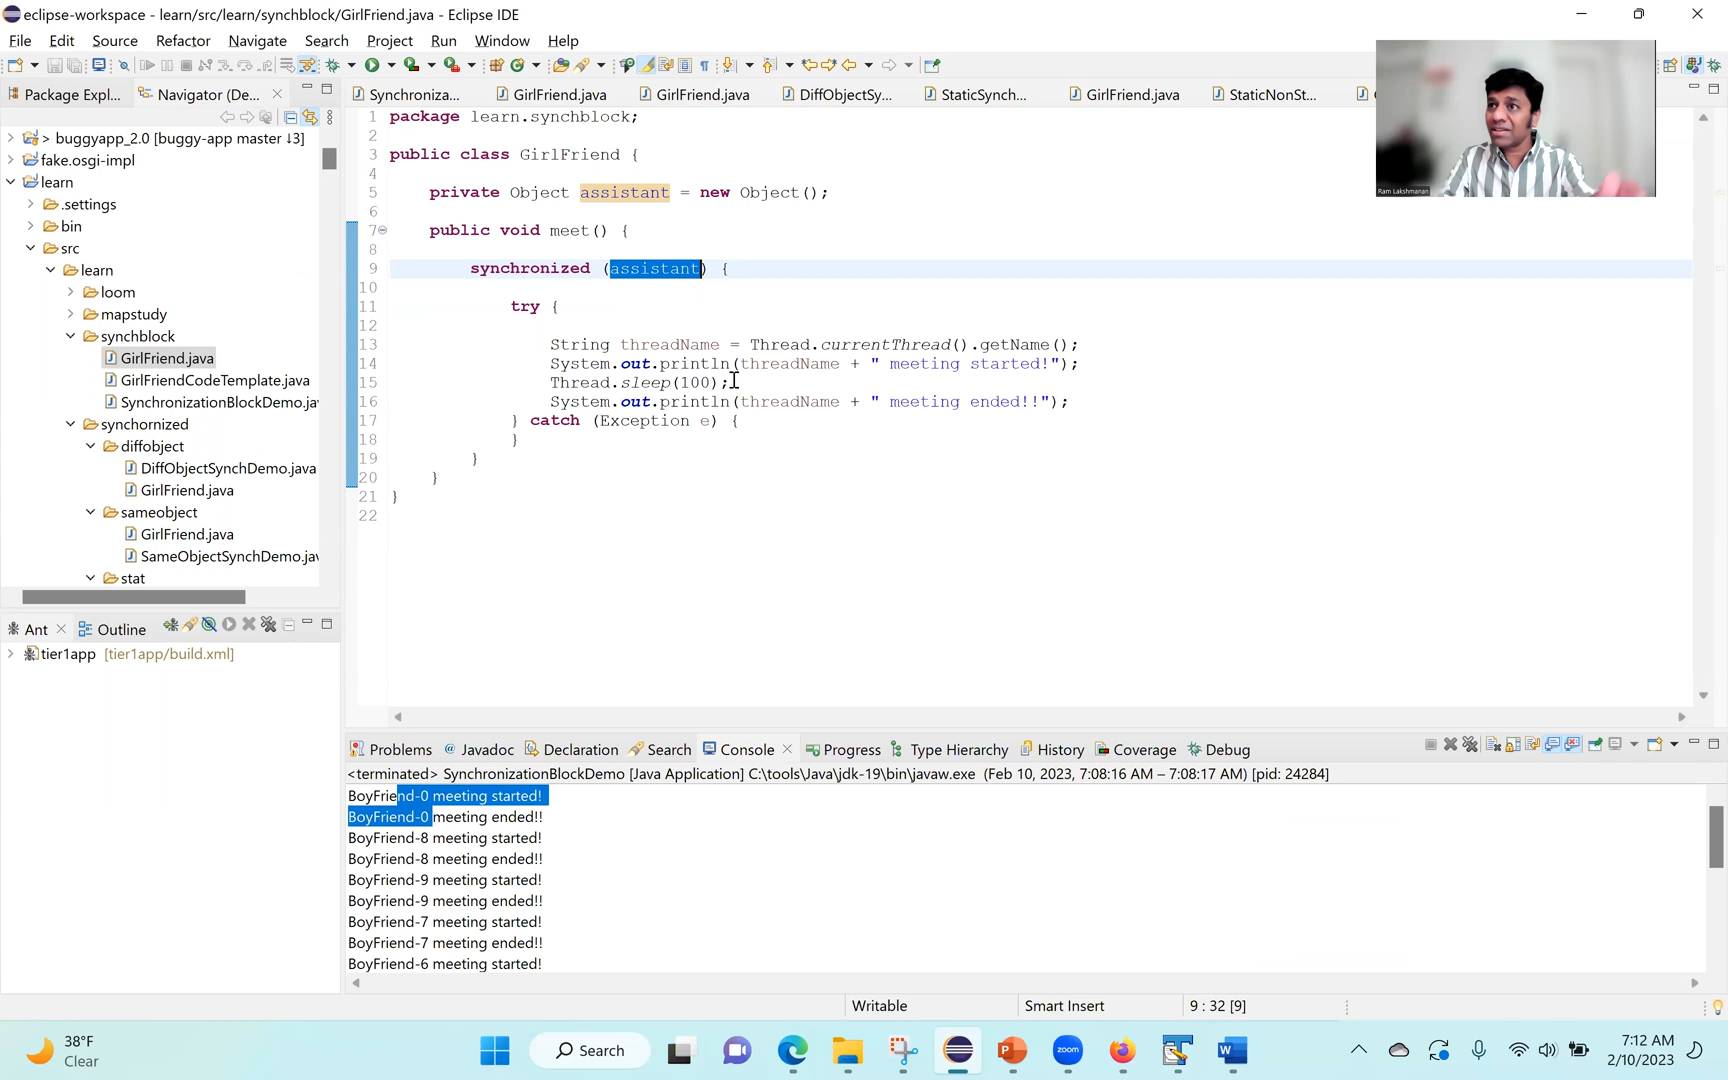 eclipse-workspace - learn/src/learn/synchblock/GirlFriend.java - Eclipse IDE
File Edit Source Refactor Navigate Search Project Run Window Help
Package Expl... Navigator (De...
Synchroniza... GirlFriend.java GirlFriend.java DiffObjectSy... StaticSynch... GirlFriend.java StaticNonSt...
Ram Lakshmanan
> buggyapp_2.0 [buggy-app master ↓3]
fake.osgi-impl
learn
.settings
bin
src
learn
loom
mapstudy
synchblock
GirlFriend.java
GirlFriendCodeTemplate.java
SynchronizationBlockDemo.jav
synchornized
diffobject
DiffObjectSynchDemo.java
GirlFriend.java
sameobject
GirlFriend.java
SameObjectSynchDemo.jav
stat
Ant Outline
tier1app [tier1app/build.xml]
1 package learn.synchblock;
2
3 public class GirlFriend {
4
5 private Object assistant = new Object();
6
7 public void meet() {
8
9 synchronized (assistant) {
10
11 try {
12
13 String threadName = Thread.currentThread().getName();
14 System.out.println(threadName + " meeting started!");
15 Thread.sleep(100);
16 System.out.println(threadName + " meeting ended!!");
17 } catch (Exception e) {
18 }
19 }
20 }
21 }
22
Problems Javadoc Declaration Search Console Progress Type Hierarchy History Coverage Debug
<terminated> SynchronizationBlockDemo [Java Application] C:\tools\Java\jdk-19\bin\javaw.exe (Feb 10, 2023, 7:08:16 AM – 7:08:17 AM) [pid: 24284]
BoyFriend-0 meeting started!
BoyFriend-0 meeting ended!!
BoyFriend-8 meeting started!
BoyFriend-8 meeting ended!!
BoyFriend-9 meeting started!
BoyFriend-9 meeting ended!!
BoyFriend-7 meeting started!
BoyFriend-7 meeting ended!!
BoyFriend-6 meeting started!
Writable Smart Insert 9 : 32 [9]
38°F
Clear
Search
zoom
7:12 AM
2/10/2023